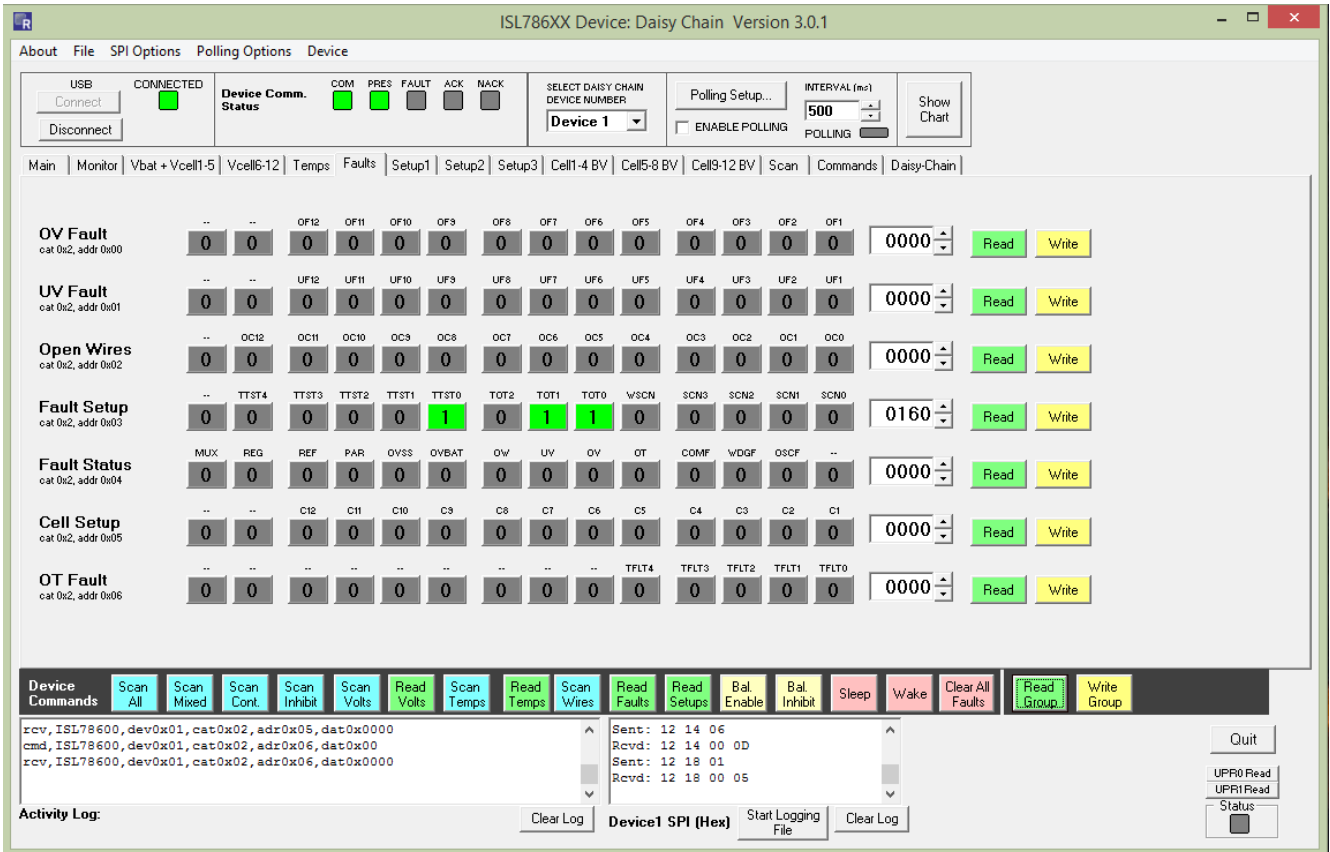 R
ISL786XX Device: Daisy Chain Version 3.0.1
About File SPI Options Polling Options Device
USB CONNECTED
Connect
Disconnect
Device Comm. Status
COM PRES FAULT ACK NACK
SELECT DAISY CHAIN DEVICE NUMBER
Device 1
Polling Setup...
ENABLE POLLING
INTERVAL (ms)
500
POLLING
Show Chart
Main Monitor Vbat + Vcell1-5 Vcell6-12 Temps Faults Setup1 Setup2 Setup3 Cell1-4 BV Cell5-8 BV Cell9-12 BV Scan Commands Daisy-Chain
-- -- OF12 OF11 OF10 OF9 OF8 OF7 OF6 OF5 OF4 OF3 OF2 OF1
OV Fault 0 0 0 0 0 0 0 0 0 0 0 0 0 0 0000 Read Write
cat 0x2, addr 0x00
-- -- UF12 UF11 UF10 UF9 UF8 UF7 UF6 UF5 UF4 UF3 UF2 UF1
UV Fault 0 0 0 0 0 0 0 0 0 0 0 0 0 0 0000 Read Write
cat 0x2, addr 0x01
-- OC12 OC11 OC10 OC9 OC8 OC7 OC6 OC5 OC4 OC3 OC2 OC1 OC0
Open Wires 0 0 0 0 0 0 0 0 0 0 0 0 0 0 0000 Read Write
cat 0x2, addr 0x02
-- TTST4 TTST3 TTST2 TTST1 TTST0 TOT2 TOT1 TOT0 WSCN SCN3 SCN2 SCN1 SCN0
Fault Setup 0 0 0 0 0 1 0 1 1 0 0 0 0 0 0160 Read Write
cat 0x2, addr 0x03
MUX REG REF PAR OVSS OVBAT OW UV OV OT COMF WDGF OSCF --
Fault Status 0 0 0 0 0 0 0 0 0 0 0 0 0 0 0000 Read Write
cat 0x2, addr 0x04
-- -- C12 C11 C10 C9 C8 C7 C6 C5 C4 C3 C2 C1
Cell Setup 0 0 0 0 0 0 0 0 0 0 0 0 0 0 0000 Read Write
cat 0x2, addr 0x05
-- -- -- -- -- -- -- -- -- TFLT4 TFLT3 TFLT2 TFLT1 TFLT0
OT Fault 0 0 0 0 0 0 0 0 0 0 0 0 0 0 0000 Read Write
cat 0x2, addr 0x06
Device Commands
Scan All
Scan Mixed
Scan Cont.
Scan Inhibit
Scan Volts
Read Volts
Scan Temps
Read Temps
Scan Wires
Read Faults
Read Setups
Bal. Enable
Bal. Inhibit
Sleep
Wake
Clear All Faults
Read Group
Write Group
rcv,ISL78600,dev0x01,cat0x02,adr0x05,dat0x0000
cmd,ISL78600,dev0x01,cat0x02,adr0x06,dat0x00
rcv,ISL78600,dev0x01,cat0x02,adr0x06,dat0x0000
Activity Log:
Clear Log
Sent: 12 14 06
Rcvd: 12 14 00 0D
Sent: 12 18 01
Rcvd: 12 18 00 05
Device1 SPI (Hex)
Start Logging File
Clear Log
Quit
UPR0 Read
UPR1 Read
Status